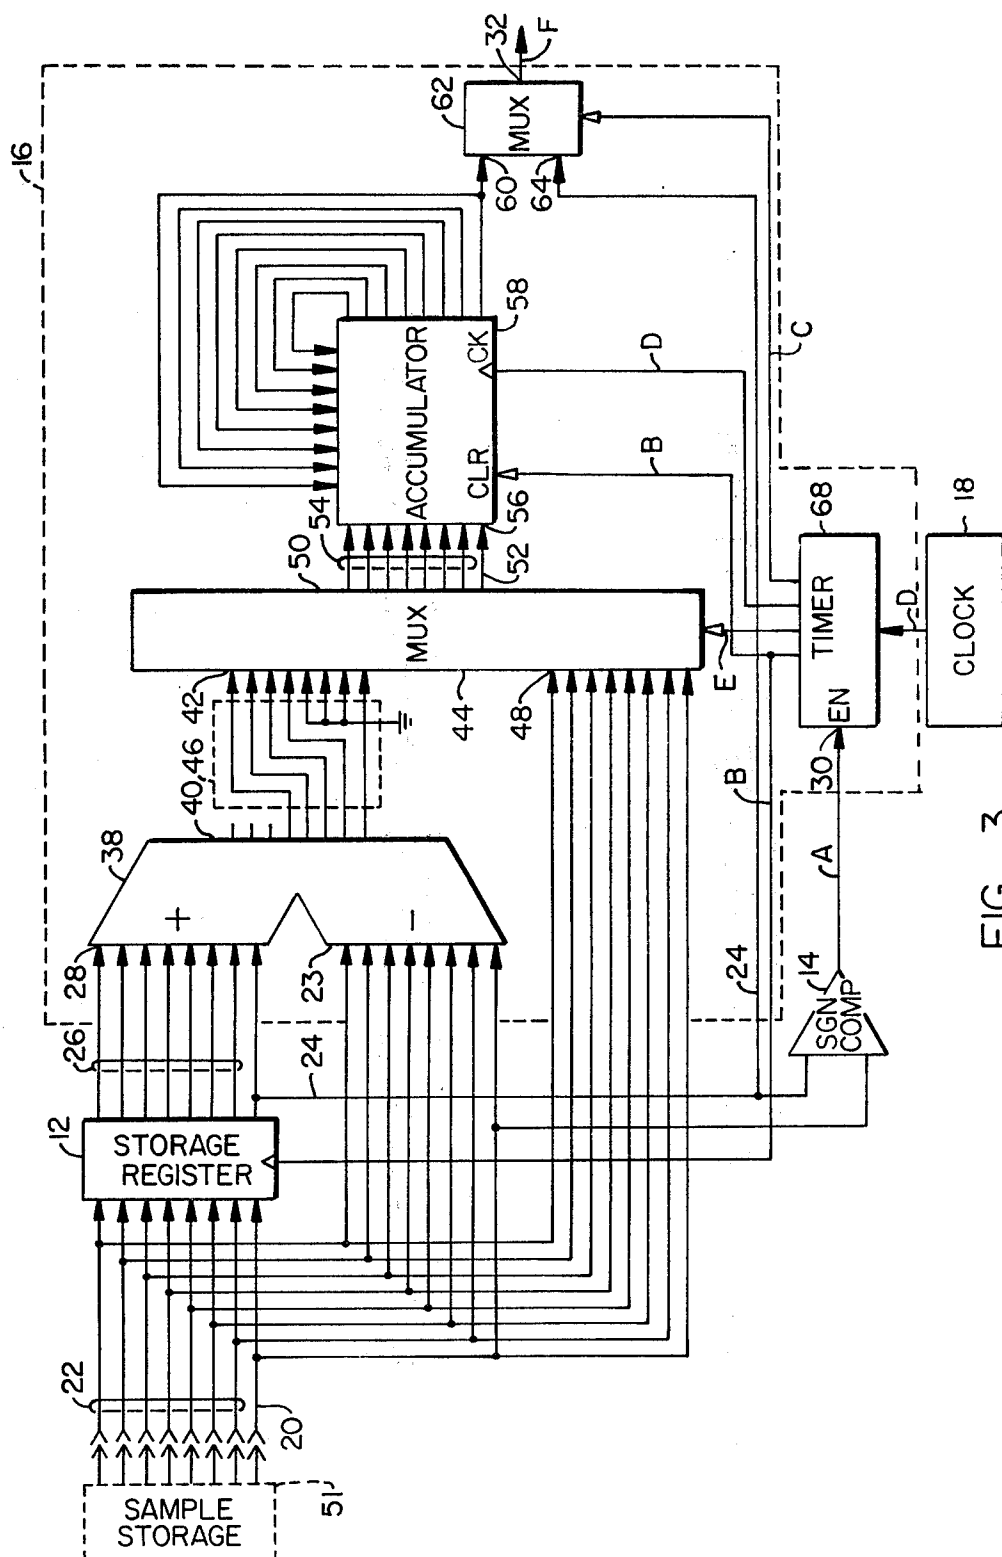 16
32
F
62
MUX
60
64
58
ACCUMULATOR
CK
CLR
D
C
B
54
56
50
52
MUX
42
44
48
E
40,46
38
+
-
28
23
26
24
12
STORAGE
REGISTER
22
20
SAMPLE
STORAGE
51
24
B
SGN
COMP
14
A
30
EN
TIMER
68
D
CLOCK
18
FIG. 3